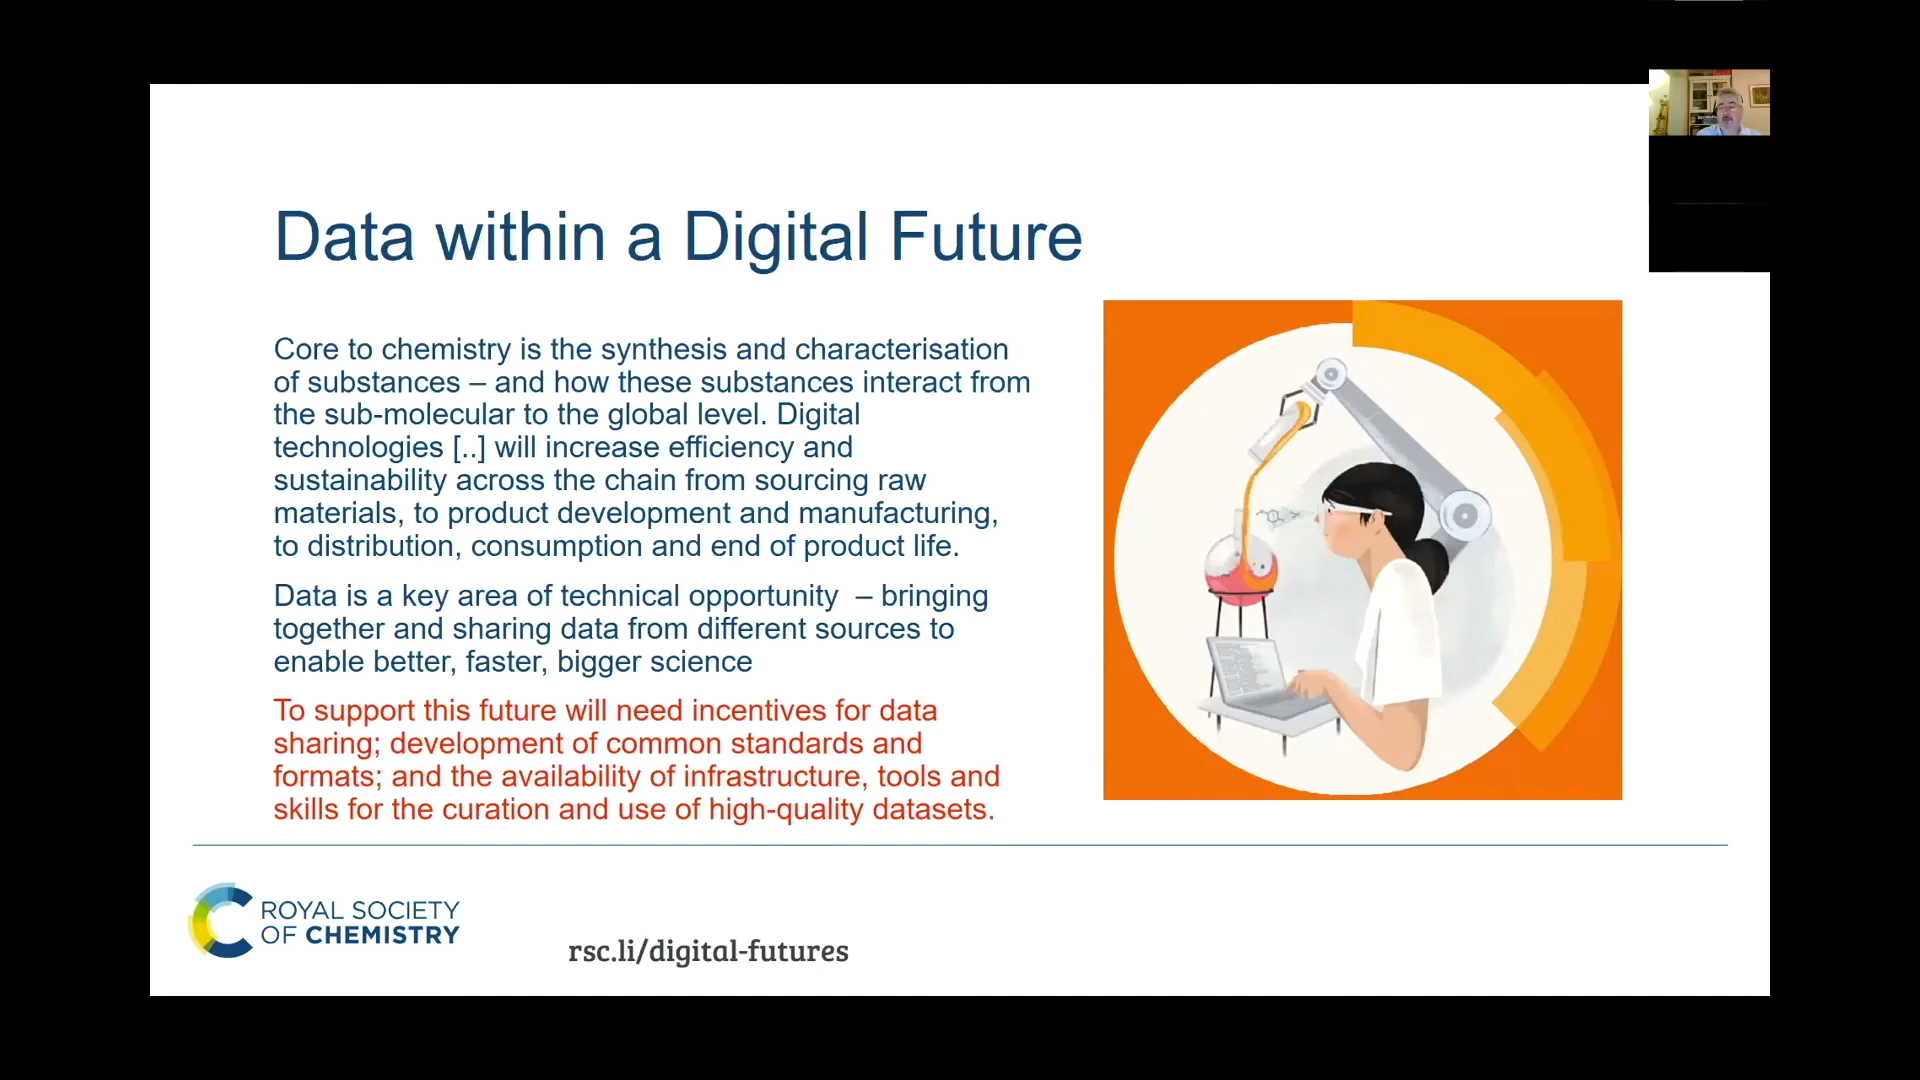 Data within a Digital Future
Core to chemistry is the synthesis and characterisation
of substances – and how these substances interact from
the sub-molecular to the global level. Digital
technologies [..] will increase efficiency and
sustainability across the chain from sourcing raw
materials, to product development and manufacturing,
to distribution, consumption and end of product life.
Data is a key area of technical opportunity  – bringing
together and sharing data from different sources to
enable better, faster, bigger science
To support this future will need incentives for data
sharing; development of common standards and
formats; and the availability of infrastructure, tools and
skills for the curation and use of high-quality datasets.
ROYAL SOCIETY
OF CHEMISTRY
rsc.li/digital-futures